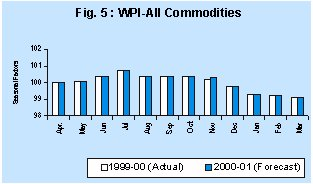 Fig. 5 : WPI-All Commodities
Seasonal Factors
102
101
100
99
98
Apr.
May
Jun
Jul
Aug
Sep
Oct
Nov
Dec
Jan
Feb
Mar
1999-00 (Actual) 2000-01 (Forecast)